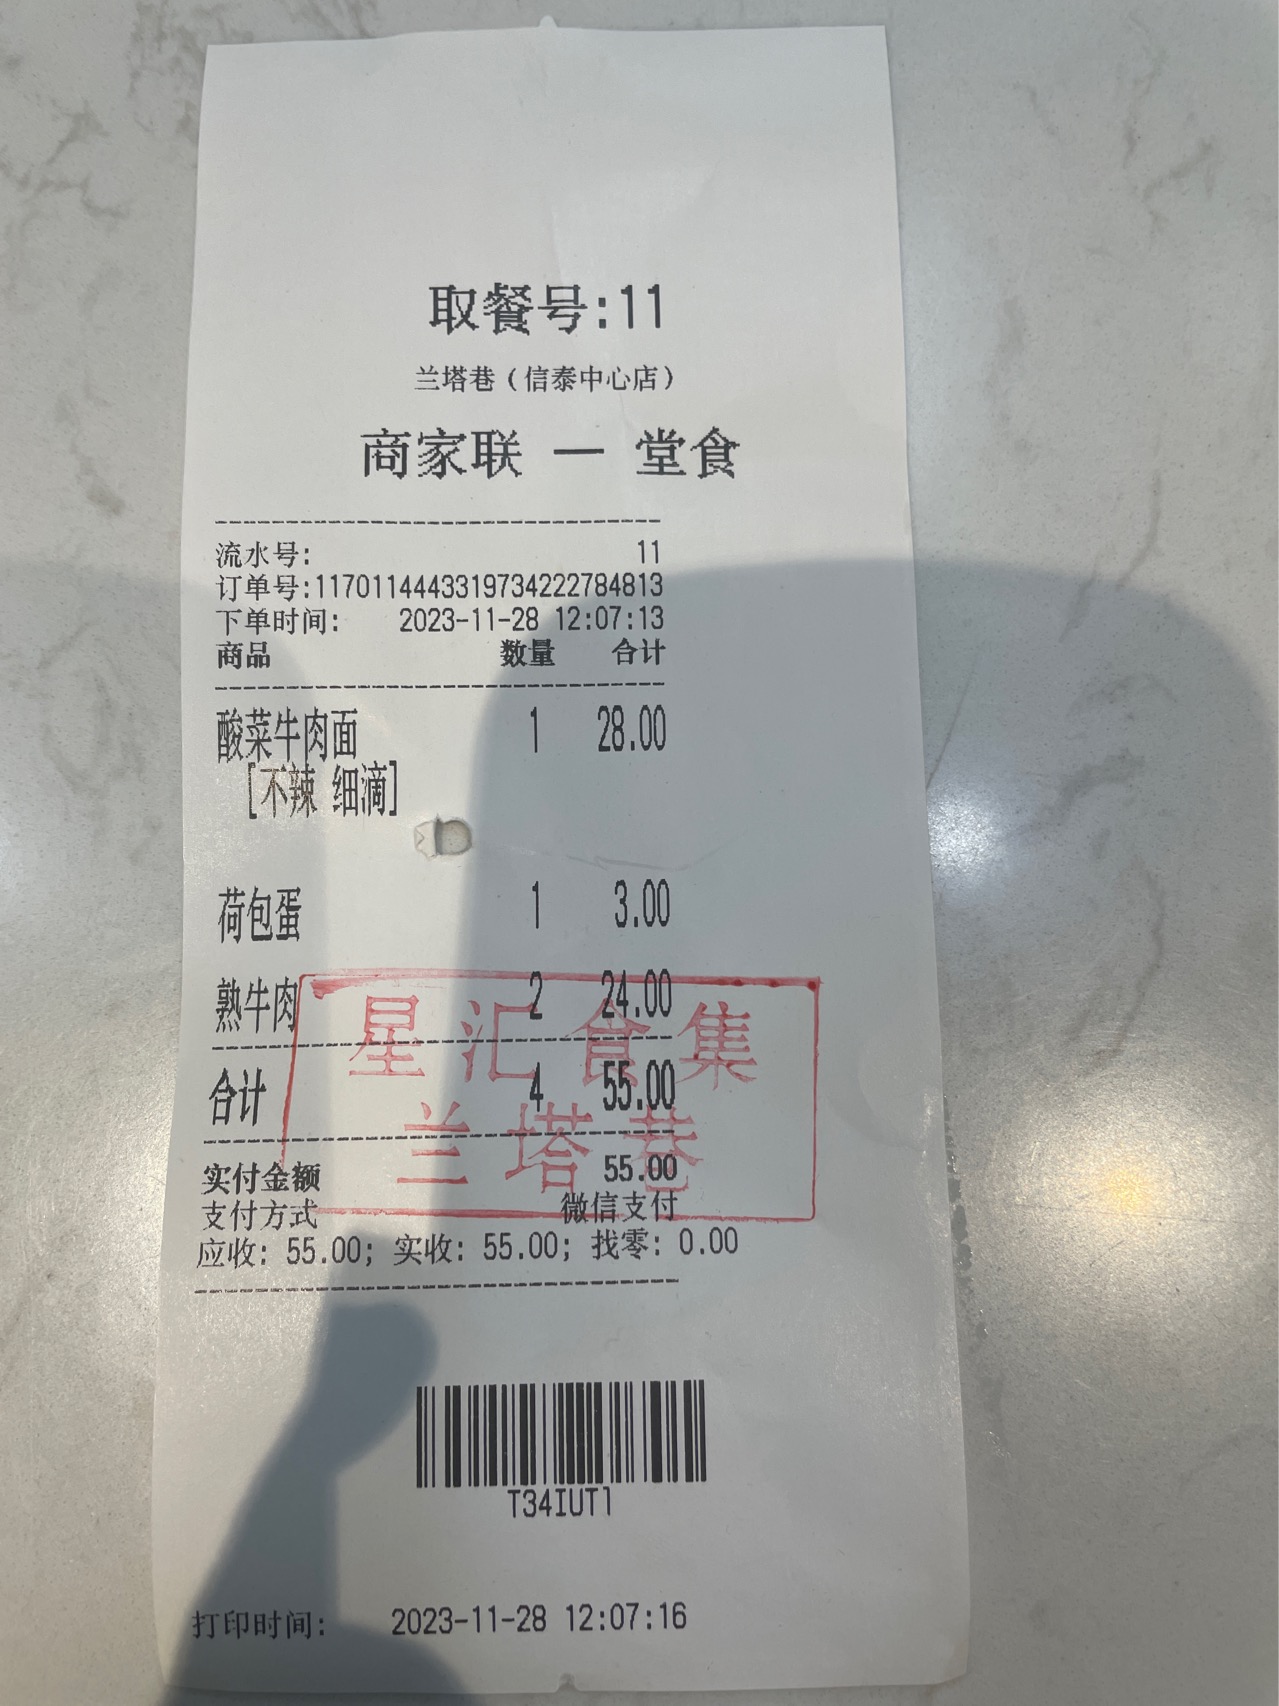 取餐号:11
兰塔巷（信泰中心店）
商家联 一 堂食
流水号: 11
订单号:1170114443319734222784813
下单时间: 2023-11-28 12:07:13
商品 数量 合计
酸菜牛肉面 1 28.00
[不辣 细滴]
荷包蛋 1 3.00
熟牛肉 2 24.00
星汇食集
合计 4 55.00
兰塔巷
实付金额 55.00
支付方式 微信支付
应收: 55.00; 实收: 55.00; 找零: 0.00
T34IUT1
打印时间: 2023-11-28 12:07:16